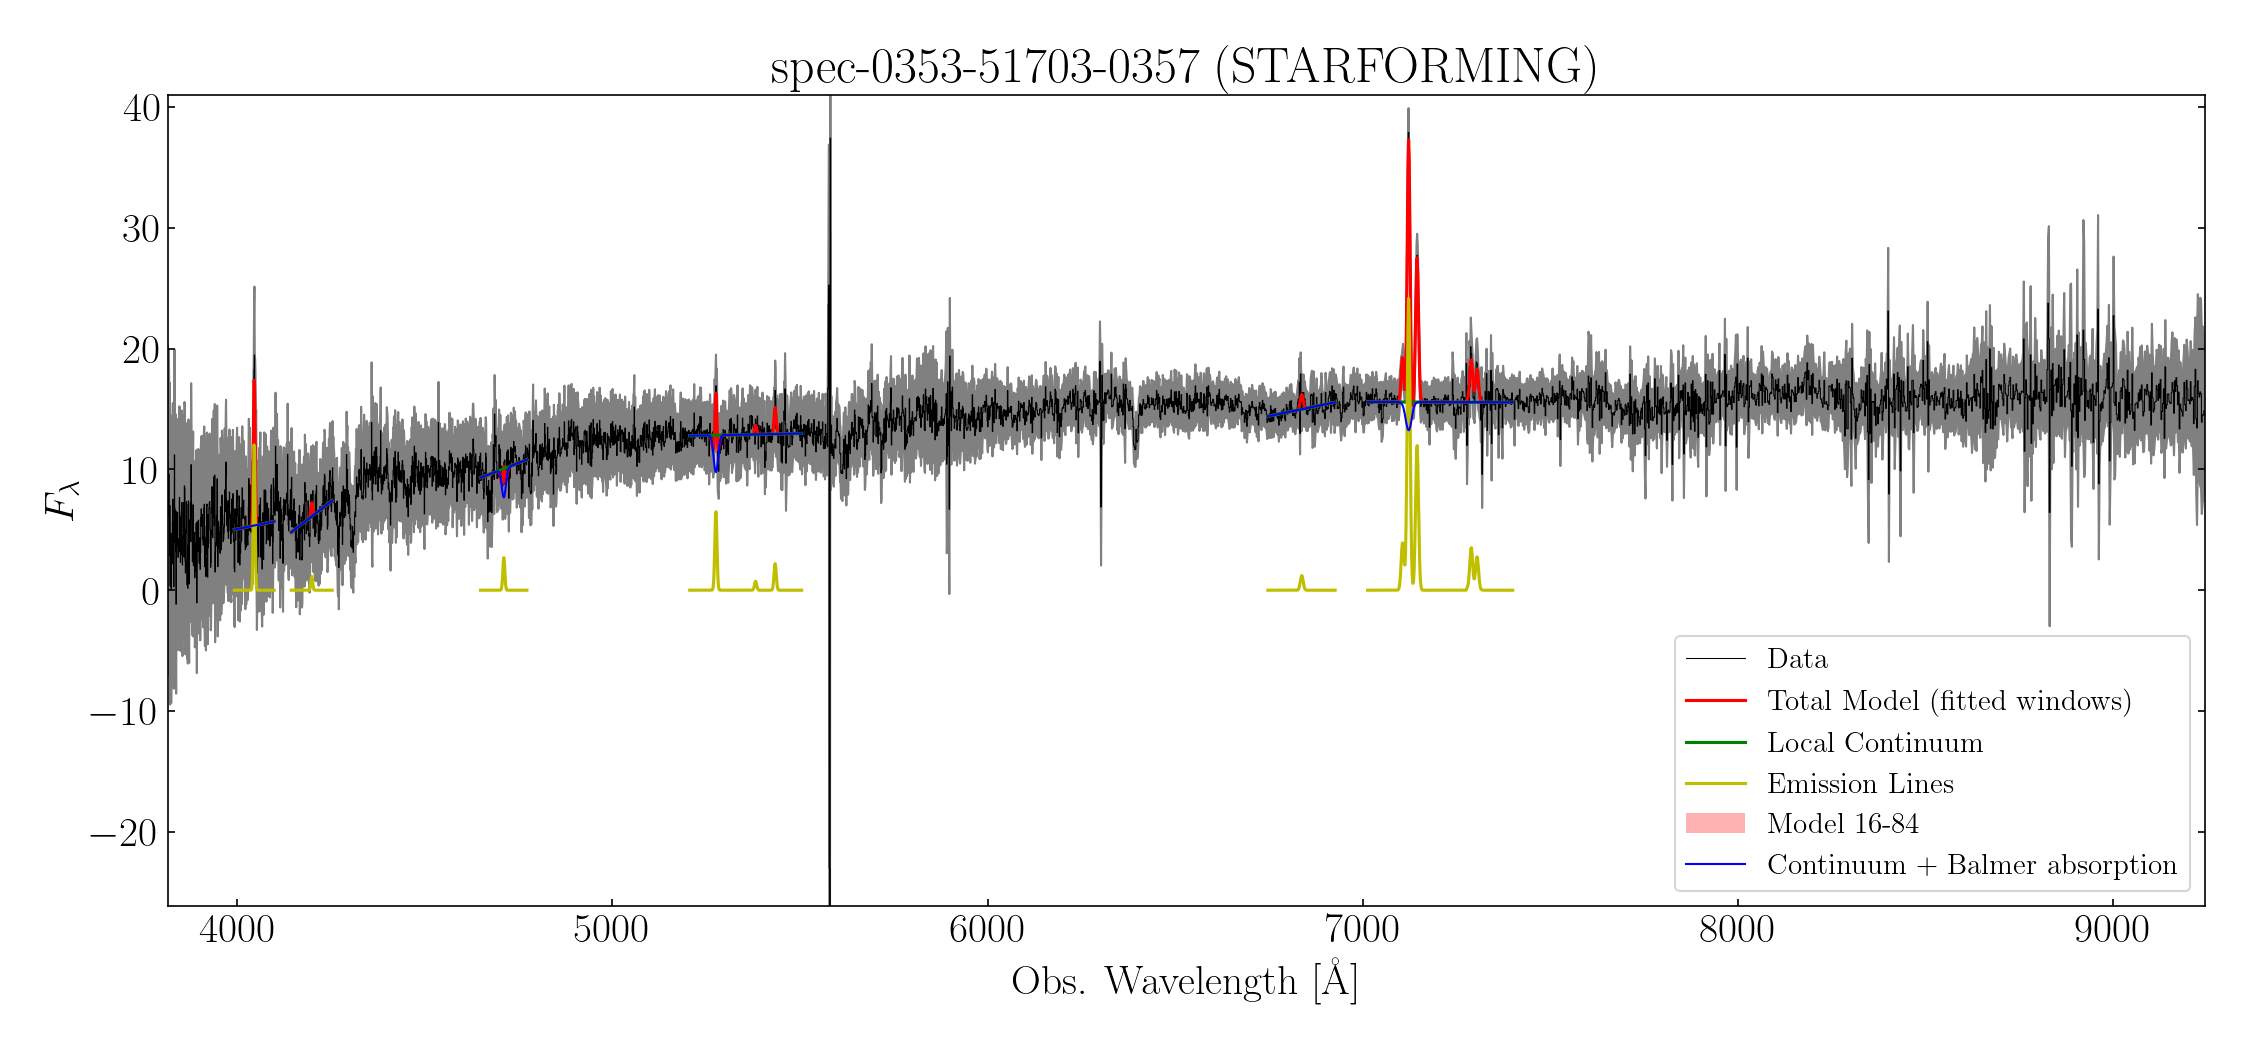 spec-0353-51703-0357 (STARFORMING)
40
30
20
10
0
−10
−20
Fλ
4000 5000 6000 7000 8000 9000
Obs. Wavelength [Å]
Data
Total Model (fitted windows)
Local Continuum
Emission Lines
Model 16-84
Continuum + Balmer absorption